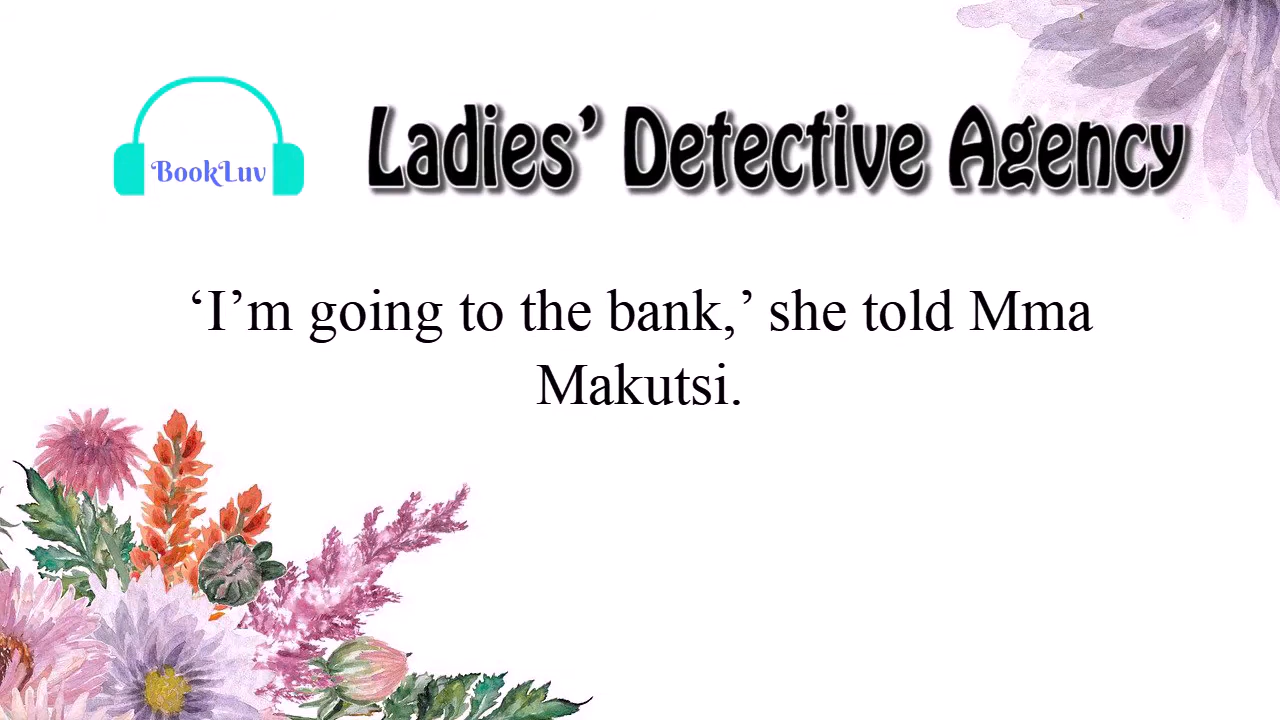 BookLuv
Ladies’ Detective Agency
‘I’m going to the bank,’ she told Mma
Makutsi.